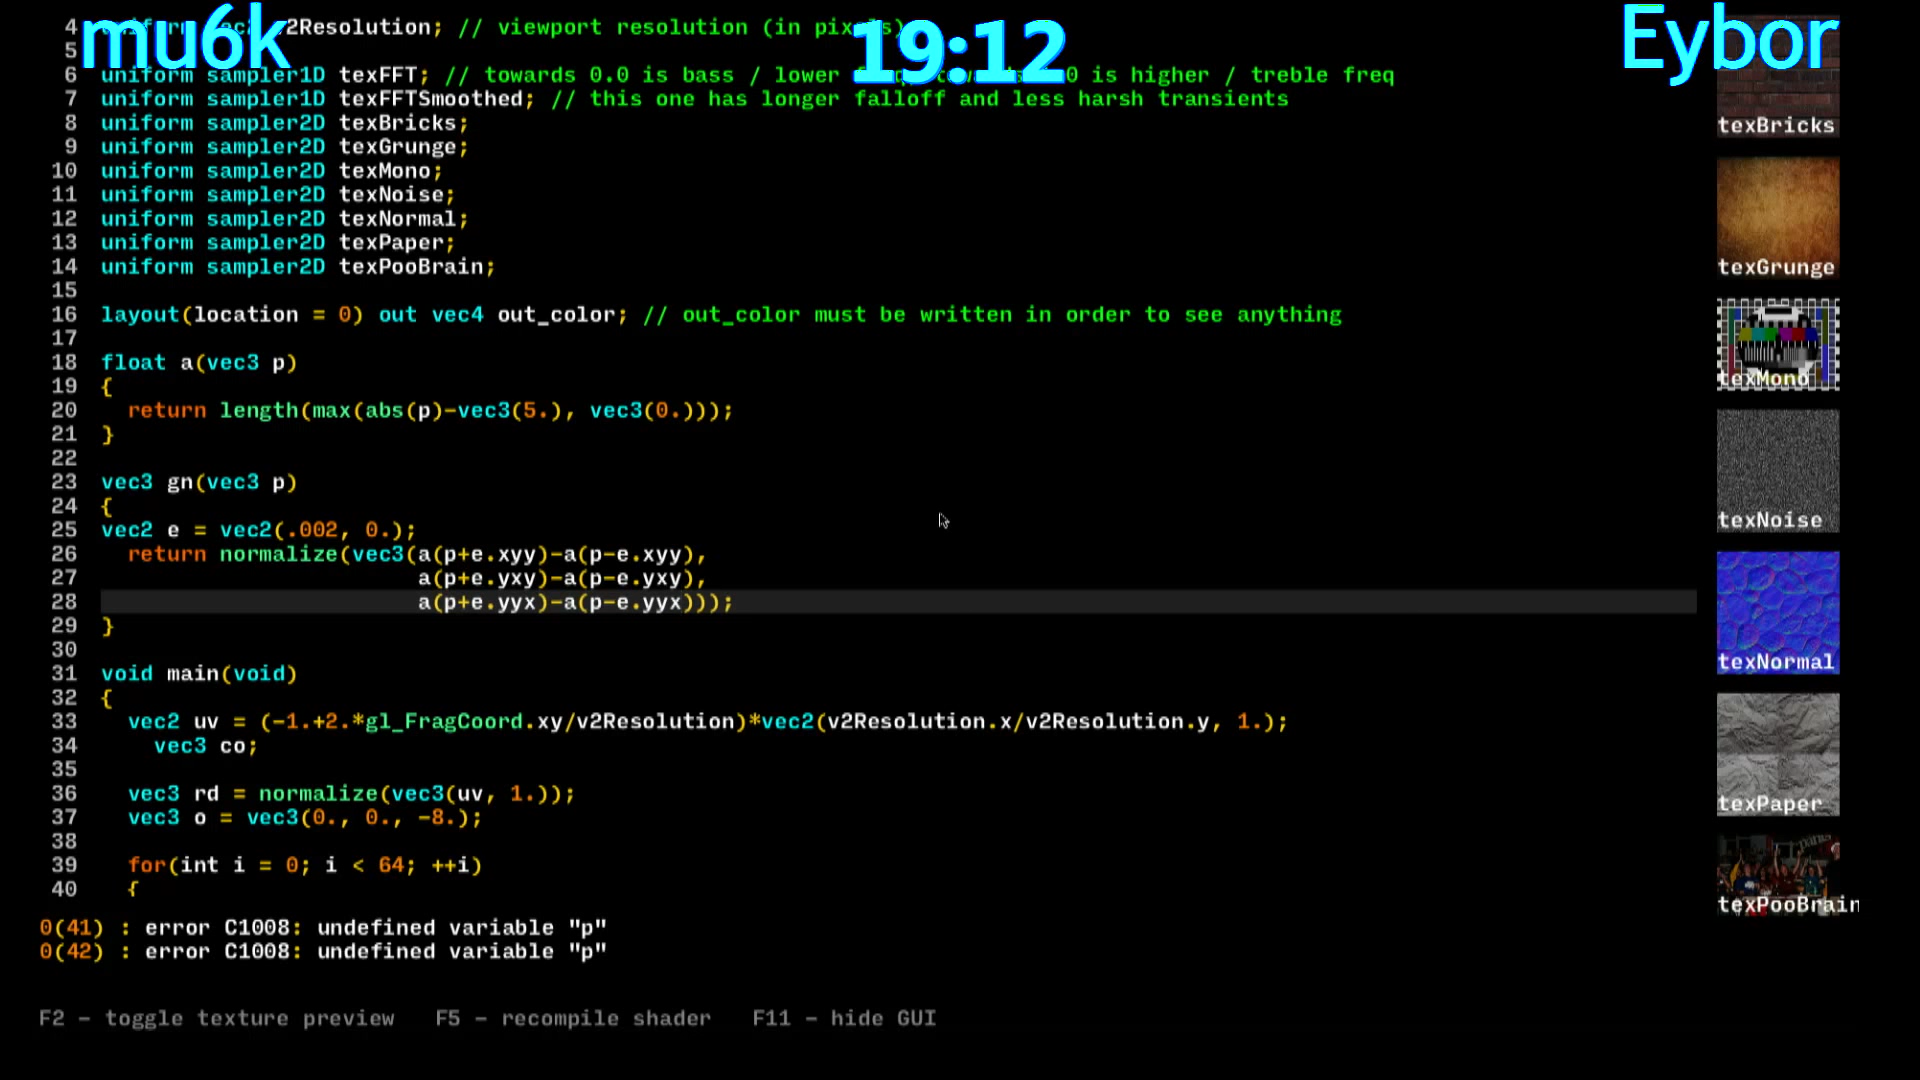 mu6k
19:12
Eybor
4 uniform vec2 v2Resolution; // viewport resolution (in pixels)
5
6 uniform sampler1D texFFT; // towards 0.0 is bass / lower 0 is higher / treble freq
7 uniform sampler1D texFFTSmoothed; // this one has longer falloff and less harsh transients
8 uniform sampler2D texBricks;
9 uniform sampler2D texGrunge;
10 uniform sampler2D texMono;
11 uniform sampler2D texNoise;
12 uniform sampler2D texNormal;
13 uniform sampler2D texPaper;
14 uniform sampler2D texPooBrain;
15
16 layout(location = 0) out vec4 out_color; // out_color must be written in order to see anything
17
18 float a(vec3 p)
19 {
20 return length(max(abs(p)-vec3(5.), vec3(0.)));
21 }
22
23 vec3 gn(vec3 p)
24 {
25 vec2 e = vec2(.002, 0.);
26 return normalize(vec3(a(p+e.xyy)-a(p-e.xyy),
27 a(p+e.yxy)-a(p-e.yxy),
28 a(p+e.yyx)-a(p-e.yyx)));
29 }
30
31 void main(void)
32 {
33 vec2 uv = (-1.+2.*gl_FragCoord.xy/v2Resolution)*vec2(v2Resolution.x/v2Resolution.y, 1.);
34 vec3 co;
35
36 vec3 rd = normalize(vec3(uv, 1.));
37 vec3 o = vec3(0., 0., -8.);
38
39 for(int i = 0; i < 64; ++i)
40 {
0(41) : error C1008: undefined variable "p"
0(42) : error C1008: undefined variable "p"
F2 - toggle texture preview F5 - recompile shader F11 - hide GUI
texBricks
texGrunge
texMono
texNoise
texNormal
texPaper
texPooBrain